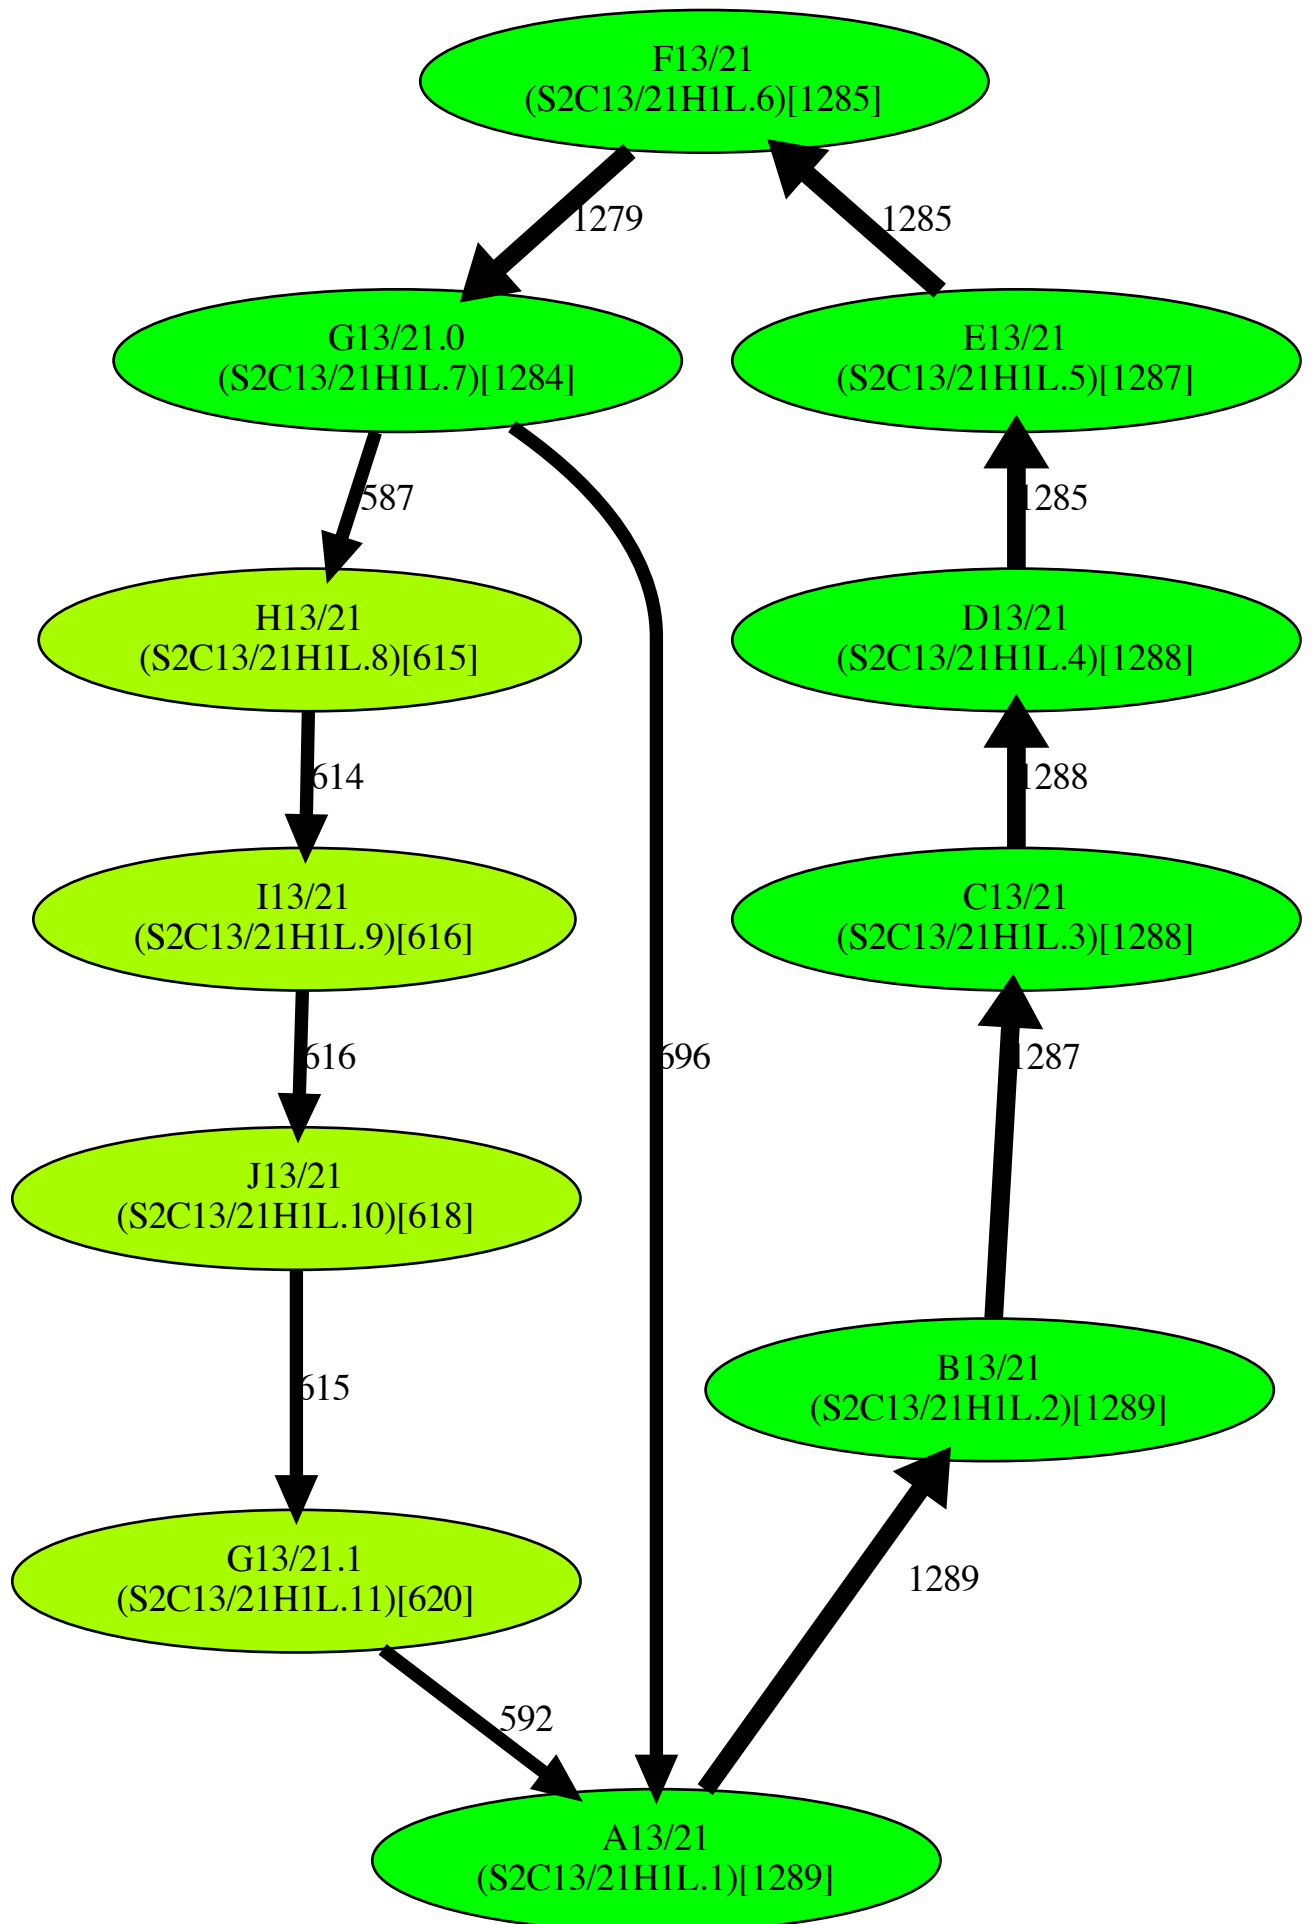 F13/21
(S2C13/21H1L.6)[1285]
1279
1285
G13/21.0
(S2C13/21H1L.7)[1284]
E13/21
(S2C13/21H1L.5)[1287]
587
1285
H13/21
(S2C13/21H1L.8)[615]
D13/21
(S2C13/21H1L.4)[1288]
614
1288
I13/21
(S2C13/21H1L.9)[616]
C13/21
(S2C13/21H1L.3)[1288]
616
696
1287
J13/21
(S2C13/21H1L.10)[618]
615
B13/21
(S2C13/21H1L.2)[1289]
G13/21.1
(S2C13/21H1L.11)[620]
1289
592
A13/21
(S2C13/21H1L.1)[1289]